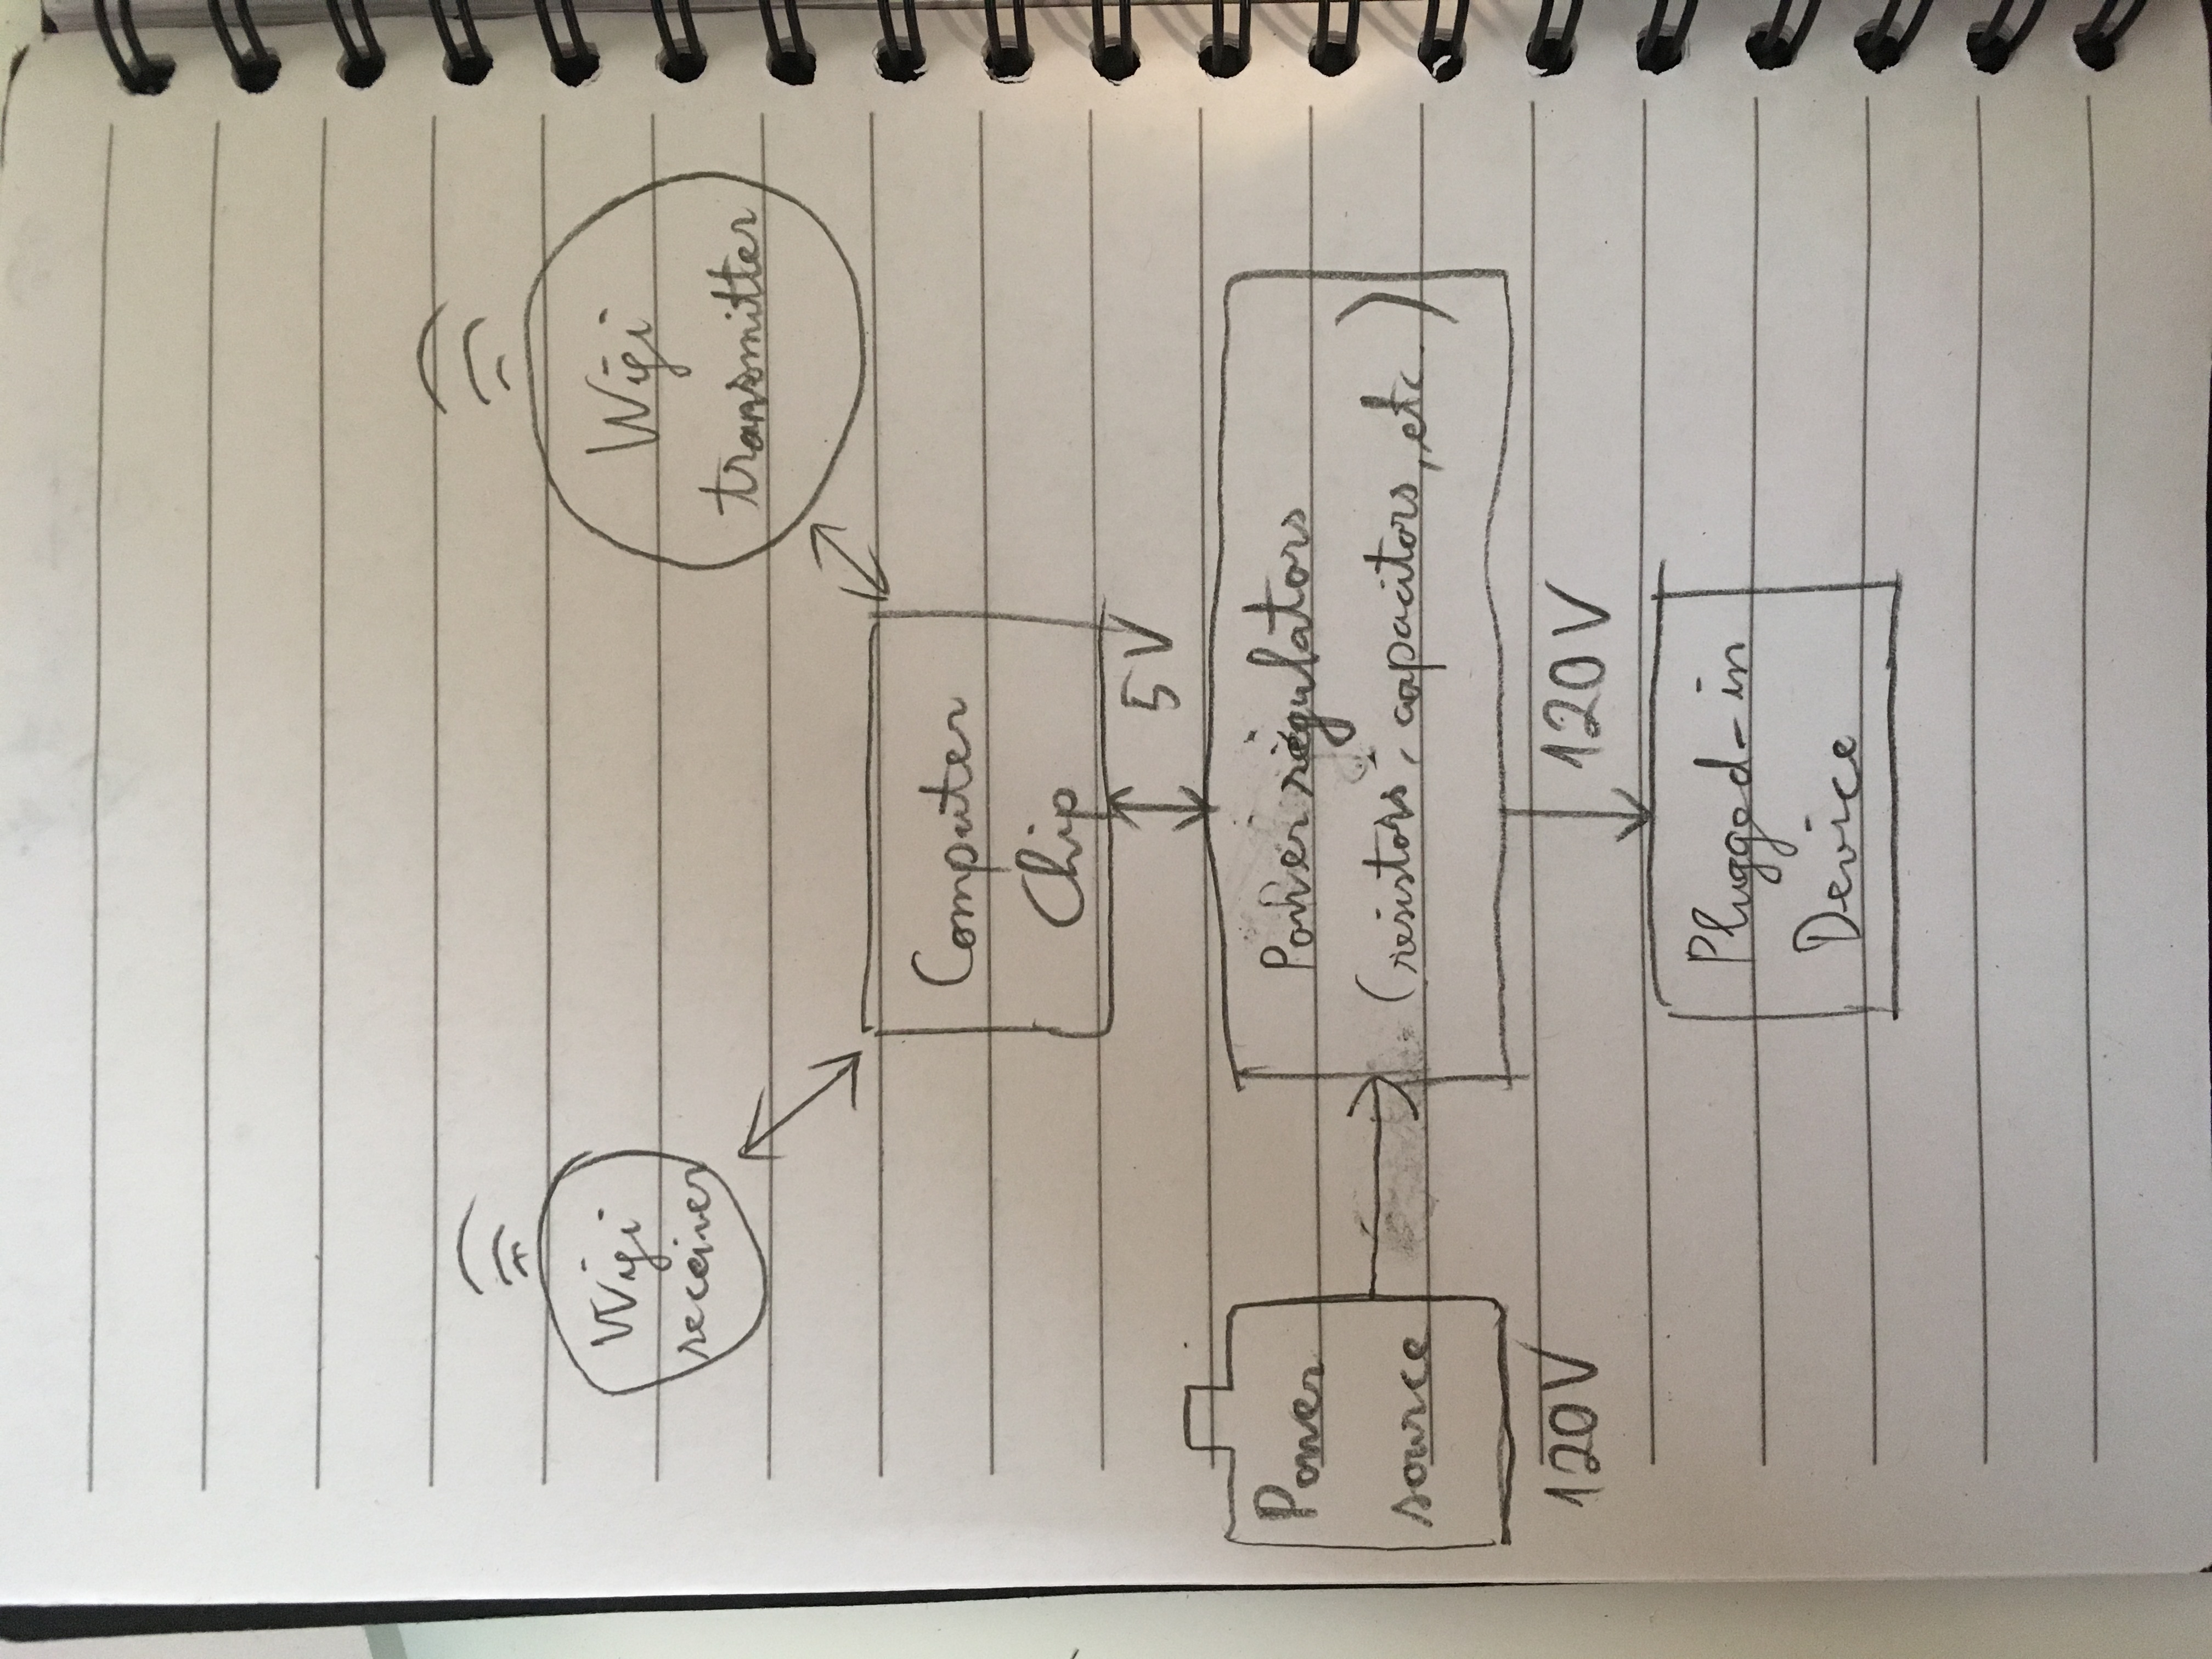 Wifi
receiver
Wifi
transmitter
Computer
Chip
5V
Power
source
Power regulators
(resistors, capacitors, etc.)
120V
120V
Plugged-in
Device